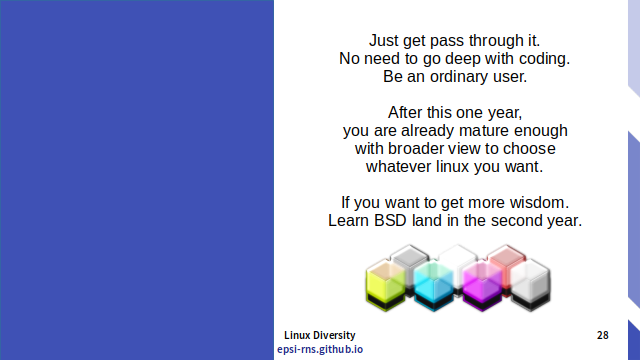 Just get pass through it.
No need to go deep with coding.
Be an ordinary user.
After this one year,
you are already mature enough
with broader view to choose
whatever linux you want.
If you want to get more wisdom.
Learn BSD land in the second year.
Linux Diversity
28
epsi-rns.github.io